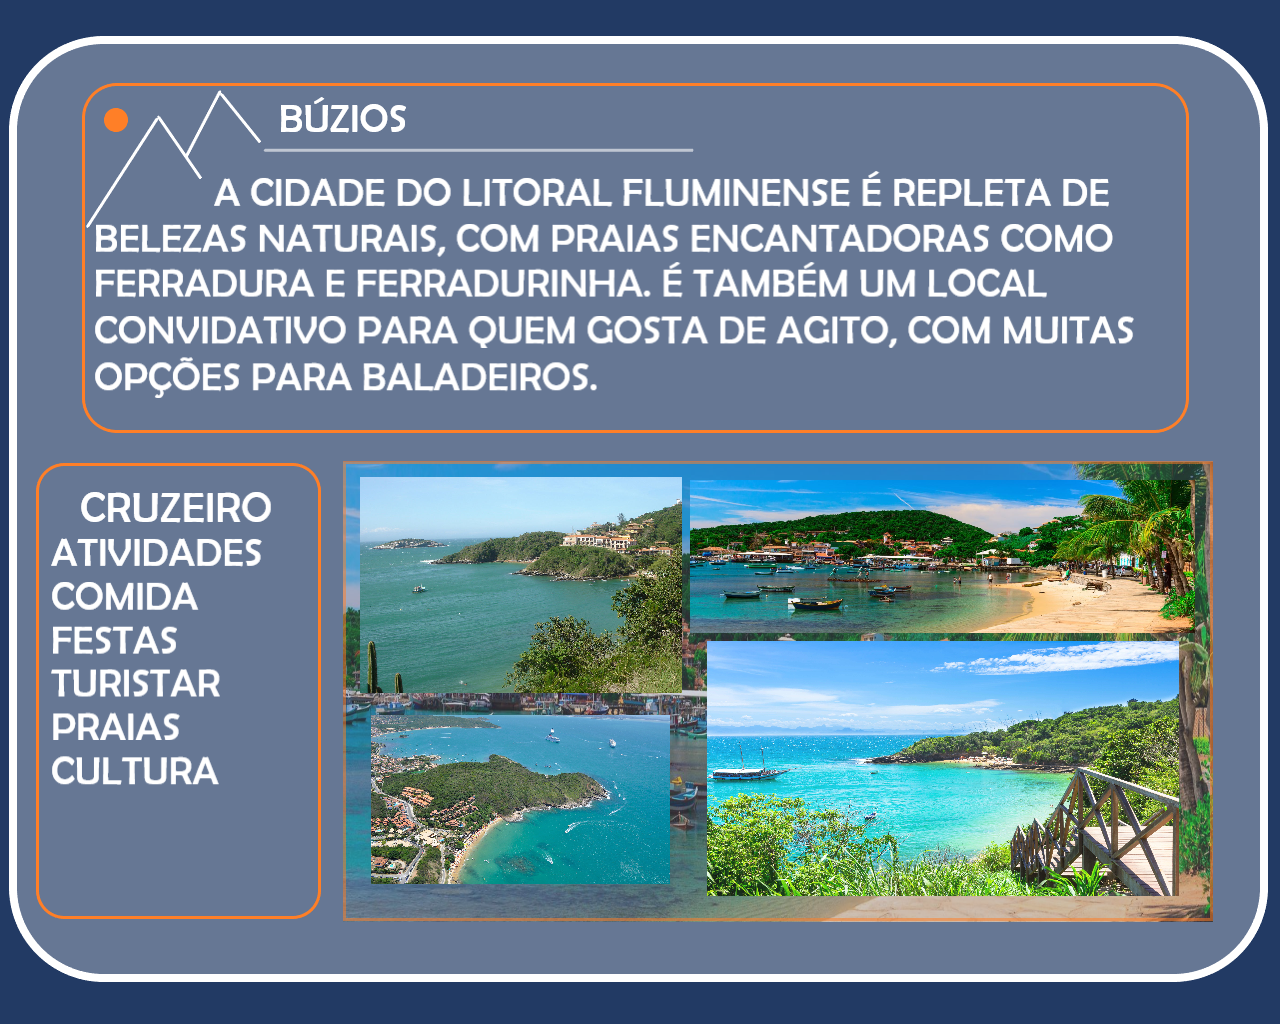 BÚZIOS
A CIDADE DO LITORAL FLUMINENSE É REPLETA DE
BELEZAS NATURAIS, COM PRAIAS ENCANTADORAS COMO
FERRADURA E FERRADURINHA. É TAMBÉM UM LOCAL
CONVIDATIVO PARA QUEM GOSTA DE AGITO, COM MUITAS
OPÇÕES PARA BALADEIROS.
CRUZEIRO
ATIVIDADES
COMIDA
FESTAS
TURISTAR
PRAIAS
CULTURA